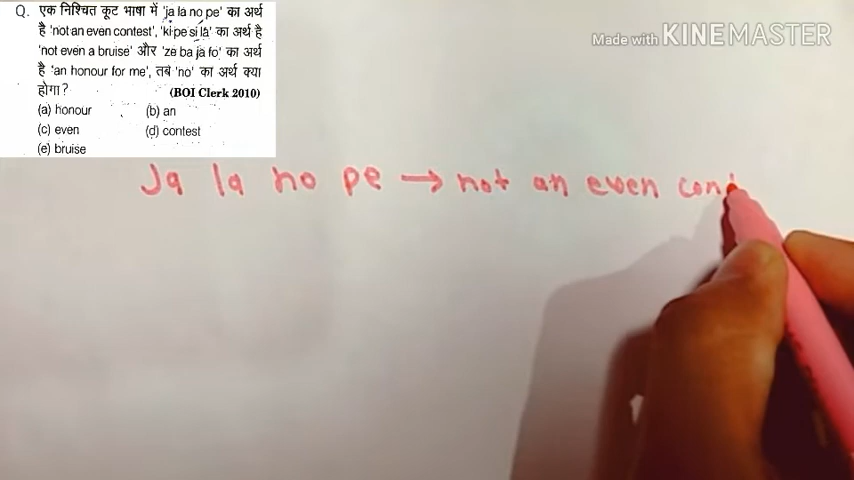 Made with KINEMASTER
Q. एक निश्चित कूट भाषा में 'ja la no pe' का अर्थ
है 'not an even contest', 'ki pe si la' का अर्थ है
'not even a bruise' और 'ze ba ja fo' का अर्थ
है 'an honour for me', तब 'no' का अर्थ क्या
होगा? (BOI Clerk 2010)
(a) honour (b) an
(c) even (d) contest
(e) bruise
Ja la no pe → not an even con